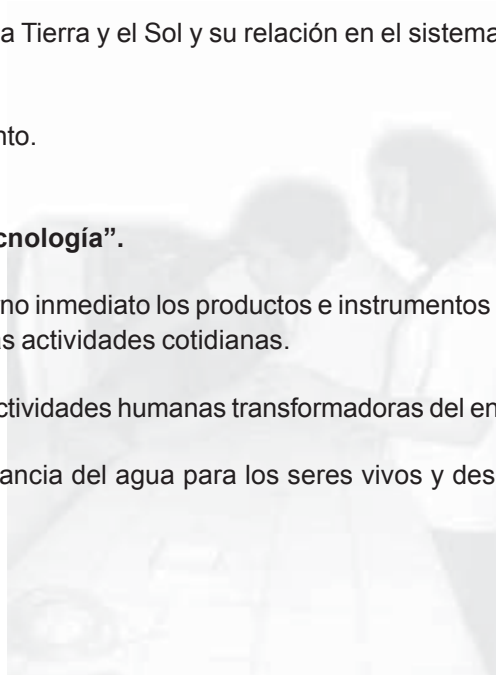 a Tierra y el Sol y su relación en el sistema
nto.
cnología”.
no inmediato los productos e instrumentos
as actividades cotidianas.
ctividades humanas transformadoras del en
ancia del agua para los seres vivos y des